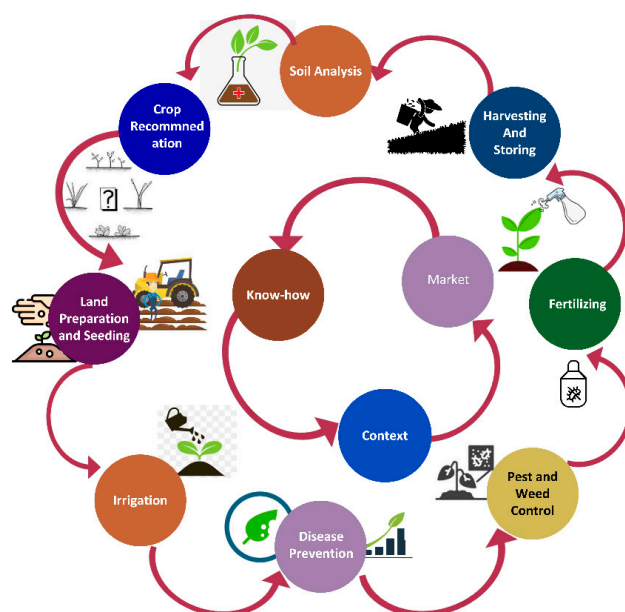 Soil Analysis
Crop
Recommned
ation
Harvesting
And
Storing
?
Know-how
Market
Land
Preparation
and Seeding
Fertilizing
Context
Irrigation
Disease
Prevention
Pest and
Weed
Control